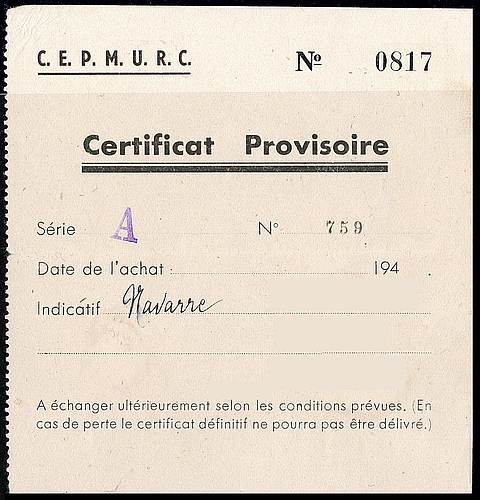 C. E. P. M. U. R. C. Nº 0817
Certificat Provisoire
Série A Nº 759
Date de l'achat : 194
Indicatif Navarre
A échanger ultérieurement selon les conditions prévues. (En
cas de perte le certificat définitif ne pourra pas être délivré.)